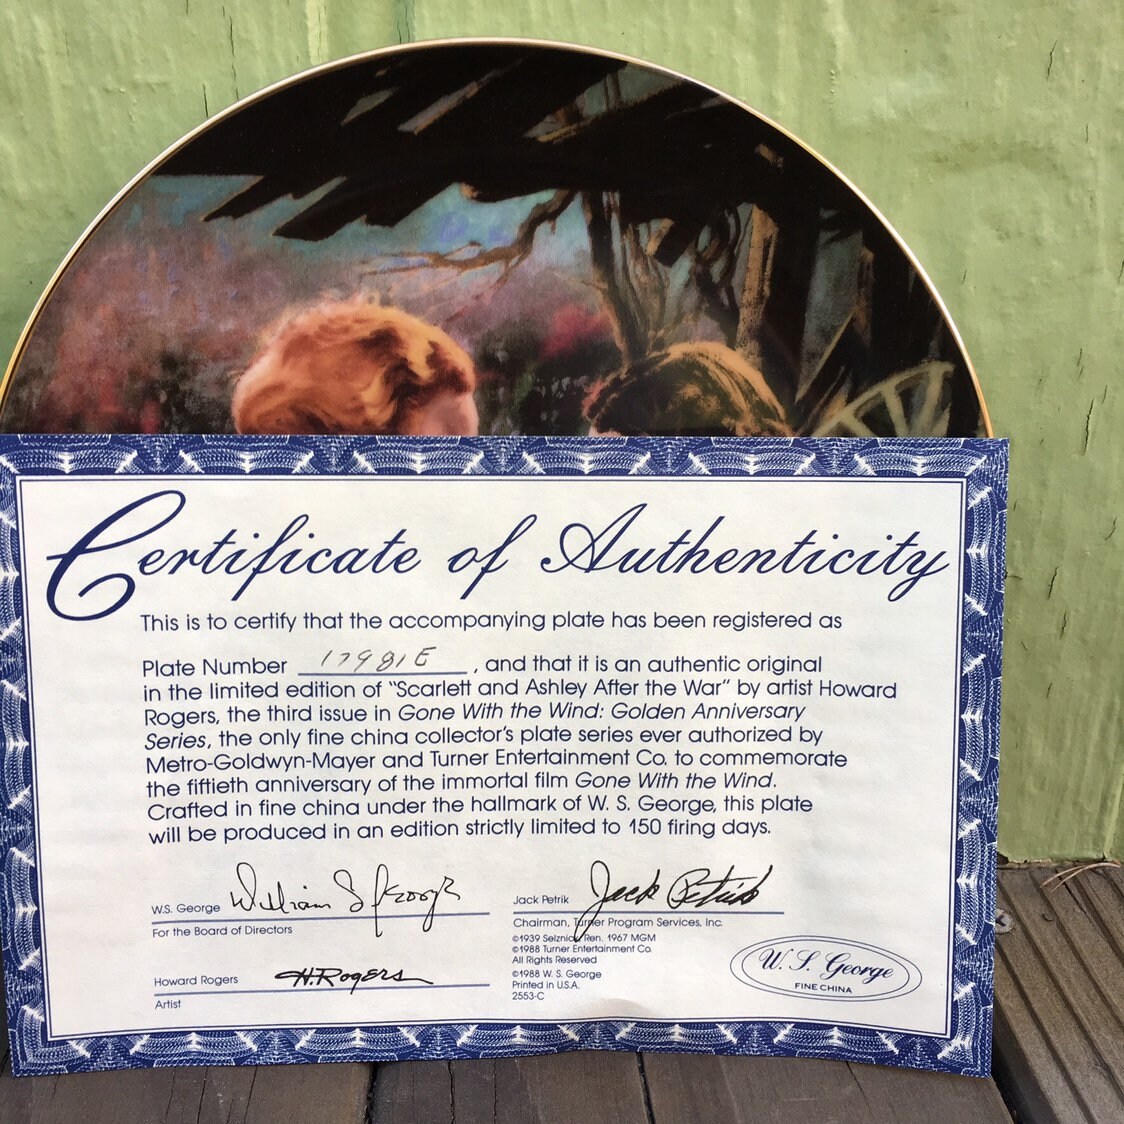 Certificate of Authenticity
This is to certify that the accompanying plate has been registered as
Plate Number 17981E, and that it is an authentic original
in the limited edition of "Scarlett and Ashley After the War" by artist Howard
Rogers, the third issue in Gone With the Wind: Golden Anniversary
Series, the only fine china collector's plate series ever authorized by
Metro-Goldwyn-Mayer and Turner Entertainment Co. to commemorate
the fiftieth anniversary of the immortal film Gone With the Wind.
Crafted in fine china under the hallmark of W. S. George, this plate
will be produced in an edition strictly limited to 150 firing days.
W.S. George William S George
For the Board of Directors
Howard Rogers H. Rogers
Artist
Jack Petrik Jack Petrik
Chairman, Turner Program Services, Inc.
©1939 Selznick Ren. 1967 MGM
©1988 Turner Entertainment Co.
All Rights Reserved
©1988 W. S. George
Printed in U.S.A.
2553-C
W. S. George
FINE CHINA